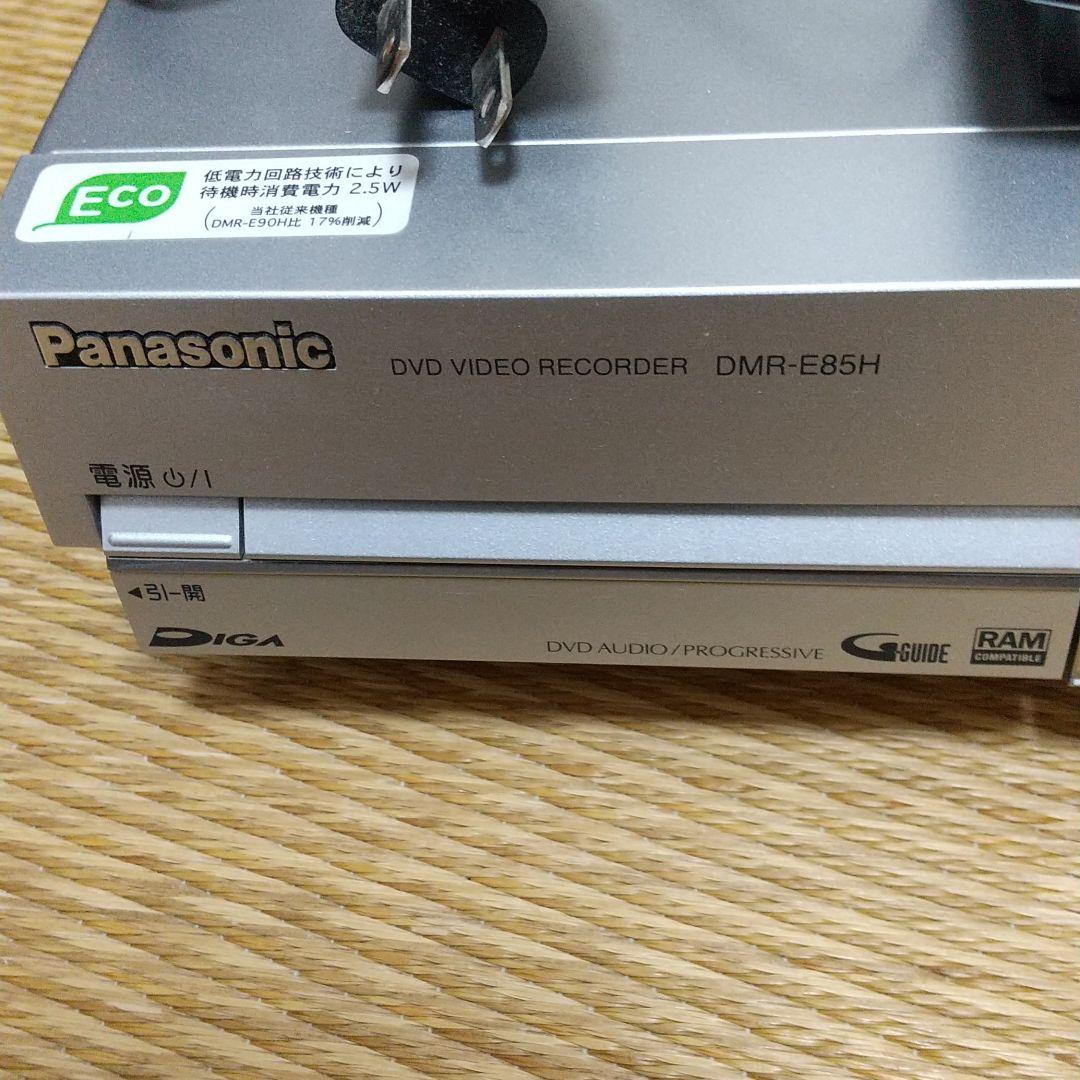 ECO
低電力回路技術により
待機時消費電力 2.5W
(当社従来機種
DMR-E90H比 17%削減)
Panasonic DVD VIDEO RECORDER DMR-E85H
電源 ⏻/I
◀引-開
DIGA DVD AUDIO/PROGRESSIVE G-GUIDE RAM
COMPATIBLE